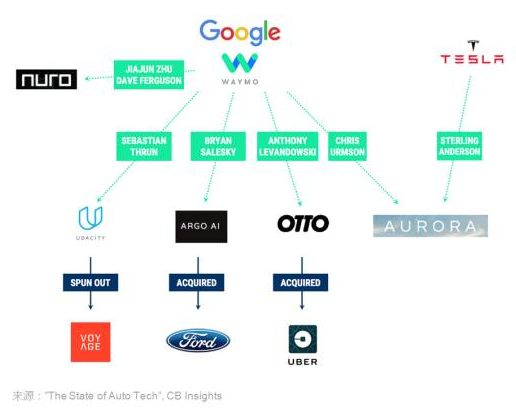 Google
WAYMO
TESLA
nuro
JIAJUN ZHU
DAVE FERGUSON
SEBASTIAN
THRUN
BRYAN
SALESKY
ANTHONY
LEVANDOWSKI
CHRIS
URMSON
STERLING
ANDERSON
UDACITY
ARGO AI
OTTO
AURORA
SPUN OUT
ACQUIRED
ACQUIRED
VOY
AGE
Ford
UBER
来源："The State of Auto Tech", CB Insights